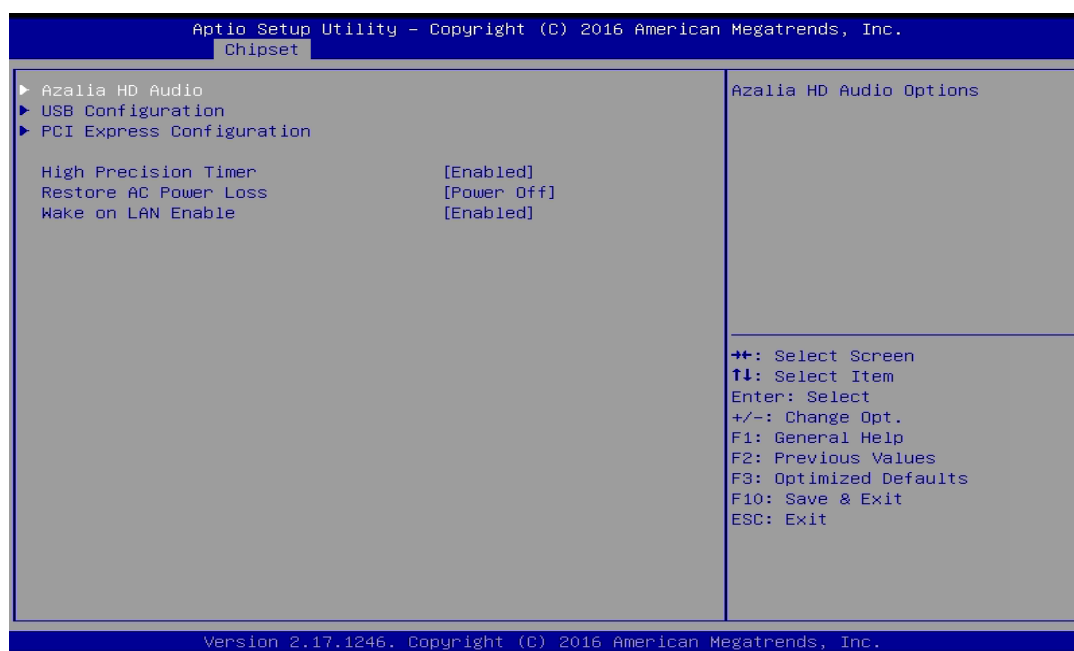 Aptio Setup Utility – Copyright (C) 2016 American Megatrends, Inc.
Chipset
▶ Azalia HD Audio
▶ USB Configuration
▶ PCI Express Configuration
High Precision Timer [Enabled]
Restore AC Power Loss [Power Off]
Wake on LAN Enable [Enabled]
Azalia HD Audio Options
→←: Select Screen
↑↓: Select Item
Enter: Select
+/-: Change Opt.
F1: General Help
F2: Previous Values
F3: Optimized Defaults
F10: Save & Exit
ESC: Exit
Version 2.17.1246. Copyright (C) 2016 American Megatrends, Inc.